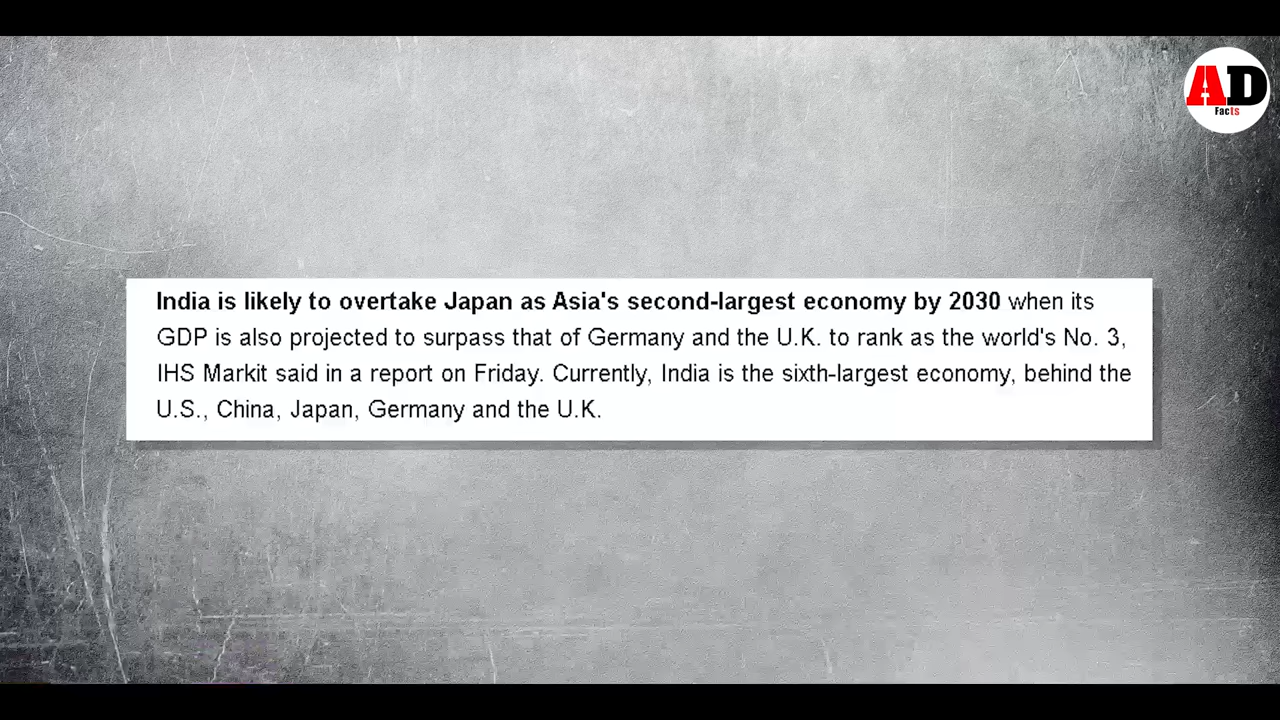 AD
Facts
India is likely to overtake Japan as Asia's second-largest economy by 2030 when its
GDP is also projected to surpass that of Germany and the U.K. to rank as the world's No. 3,
IHS Markit said in a report on Friday. Currently, India is the sixth-largest economy, behind the
U.S., China, Japan, Germany and the U.K.